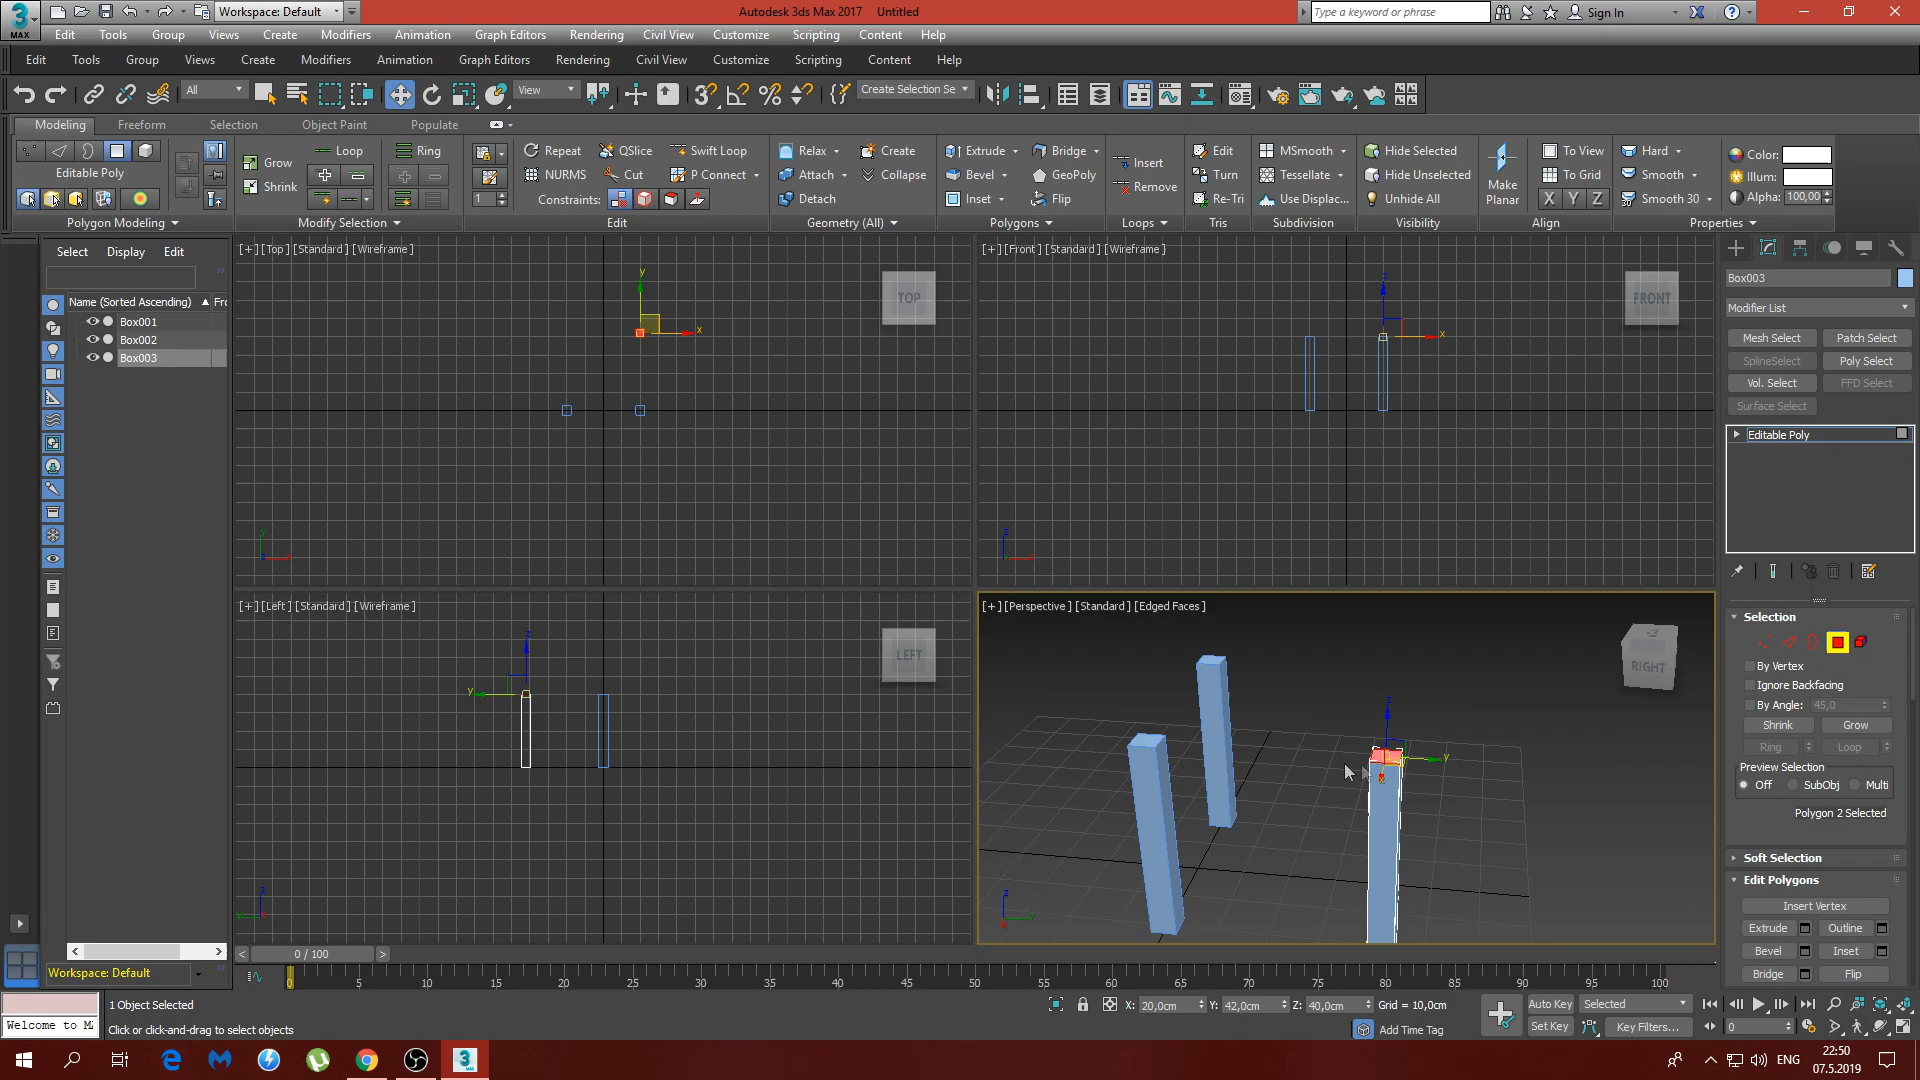 3 MAX Workspace: Default Autodesk 3ds Max 2017 Untitled Type a keyword or phrase Sign In
Edit Tools Group Views Create Modifiers Animation Graph Editors Rendering Civil View Customize Scripting Content Help
Edit Tools Group Views Create Modifiers Animation Graph Editors Rendering Civil View Customize Scripting Content Help
All View Create Selection Se
Modeling Freeform Selection Object Paint Populate
Loop Ring Repeat QSlice Swift Loop Relax Create Extrude Bridge Edit MSmooth Hide Selected To View Hard Color:
Grow Insert
Edit Poly NURMS Cut P Connect Attach Collapse Bevel GeoPoly Turn Tessellate Hide Unselected To Grid Smooth Illum:
Shrink Remove Make Planar
1 Constraints: Detach Inset Flip Re-Tri Use Displac... Unhide All X Y Z Smooth 30 Alpha: 100,00
Polygon Modeling Modify Selection Edit Geometry (All) Polygons Loops Tris Subdivision Visibility Align Properties
Select Display Edit
Name (Sorted Ascending) Fr
Box001
Box002
Box003
[+] [Top] [Standard] [Wireframe]
TOP
y
x
y
[+] [Front] [Standard] [Wireframe]
FRONT
z
x
z
[+] [Left] [Standard] [Wireframe]
LEFT
z
y
z
y
[+] [Perspective] [Standard] [Edged Faces]
RIGHT
z
y
x
z
y
x
Box003
Modifier List
Mesh Select Patch Select
SplineSelect Poly Select
Vol. Select FFD Select
Surface Select
Editable Poly
Selection
By Vertex
Ignore Backfacing
By Angle: 45,0
Shrink Grow
Ring Loop
Preview Selection
Off SubObj Multi
Polygon 2 Selected
Soft Selection
Edit Polygons
Insert Vertex
Extrude Outline
Bevel Inset
Bridge Flip
< 0 / 100 >
Workspace: Default
0 5 10 15 20 25 30 35 40 45 50 55 60 65 70 75 80 85 90 95 100
1 Object Selected X: 20,0cm Y: 42,0cm Z: 40,0cm Grid = 10,0cm Auto Key Selected
Welcome to M Click or click-and-drag to select objects Add Time Tag Set Key Key Filters... 0
ENG 22:50
07.5.2019